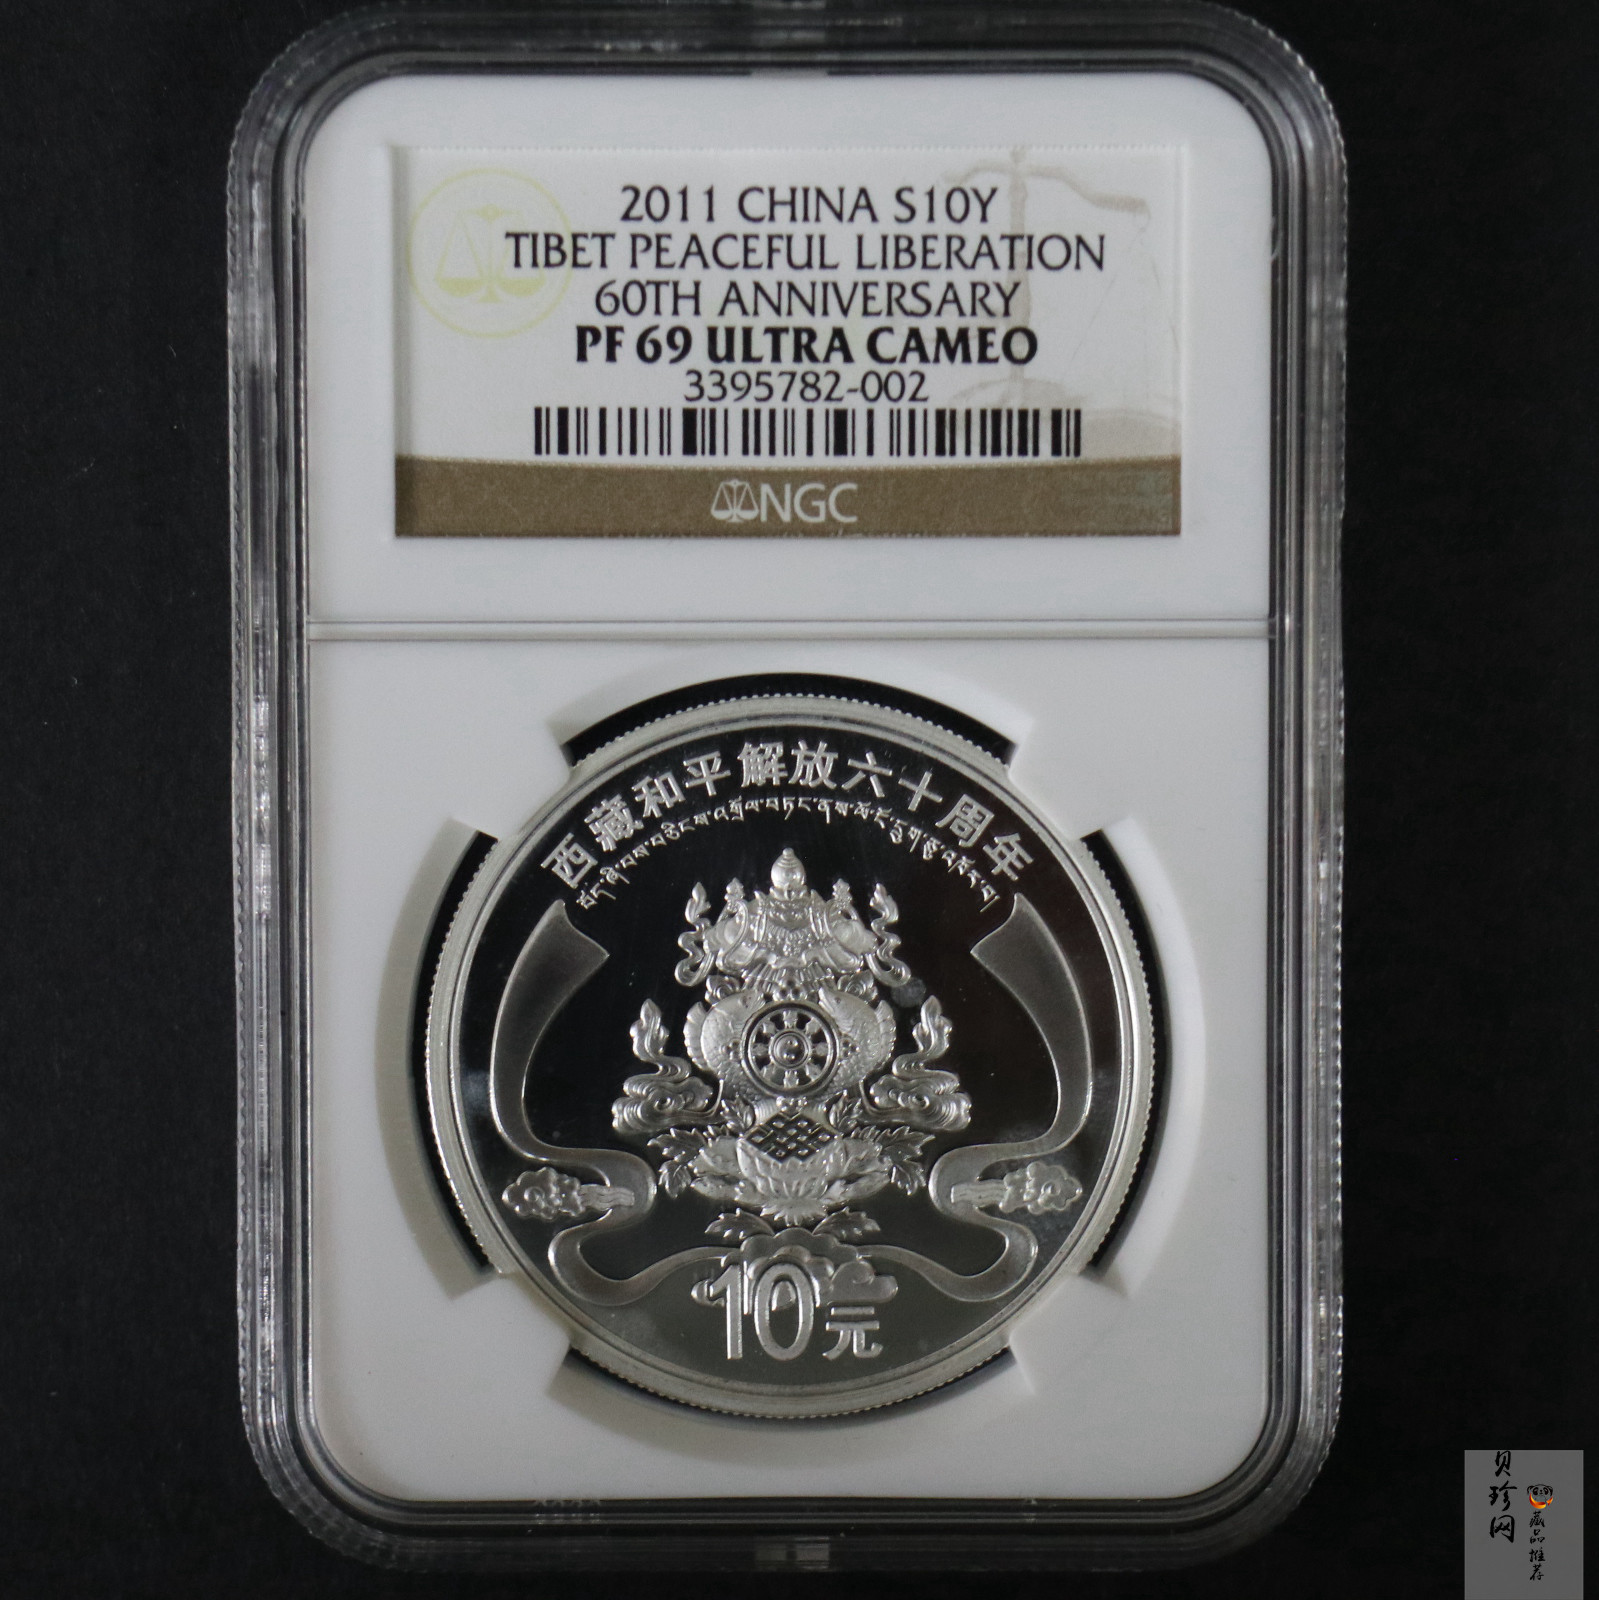 2011 CHINA S10Y
TIBET PEACEFUL LIBERATION
60TH ANNIVERSARY
PF 69 ULTRA CAMEO
3395782-002
NGC
西藏和平解放六十周年
10元
贝珍网
藏品推荐